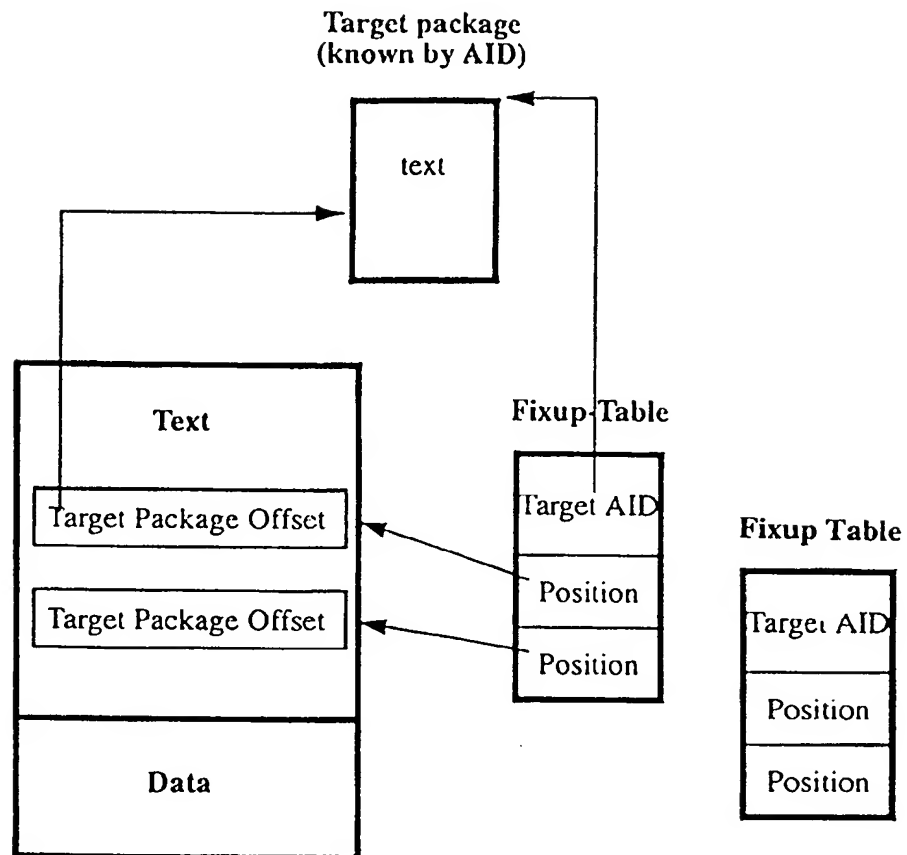 Target package
(known by AID)
text
Text
Target Package Offset
Target Package Offset
Data
Fixup-Table
Target AID
Position
Position
Fixup Table
Target AID
Position
Position